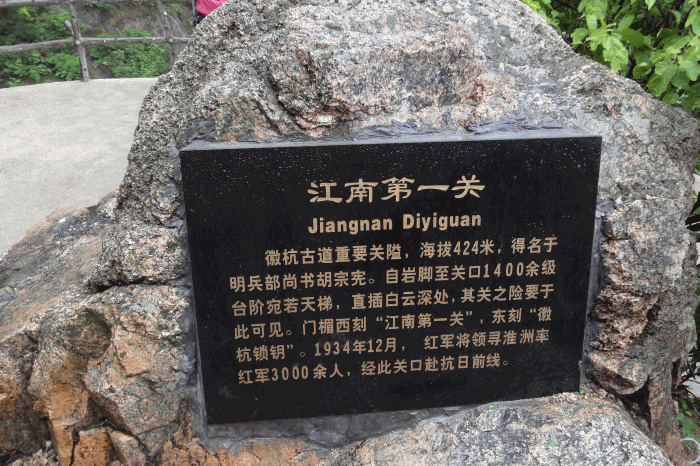 江南第一关
Jiangnan Diyiguan
徽杭古道重要关隘，海拔424米，得名于
明兵部尚书胡宗宪。自岩脚至关口1400余级
台阶宛若天梯，直插白云深处，其关之险要于
此可见。门楣西刻“江南第一关”，东刻“徽
杭锁钥”。1934年12月， 红军将领寻淮洲率
红军3000余人，经此关口赴抗日前线。